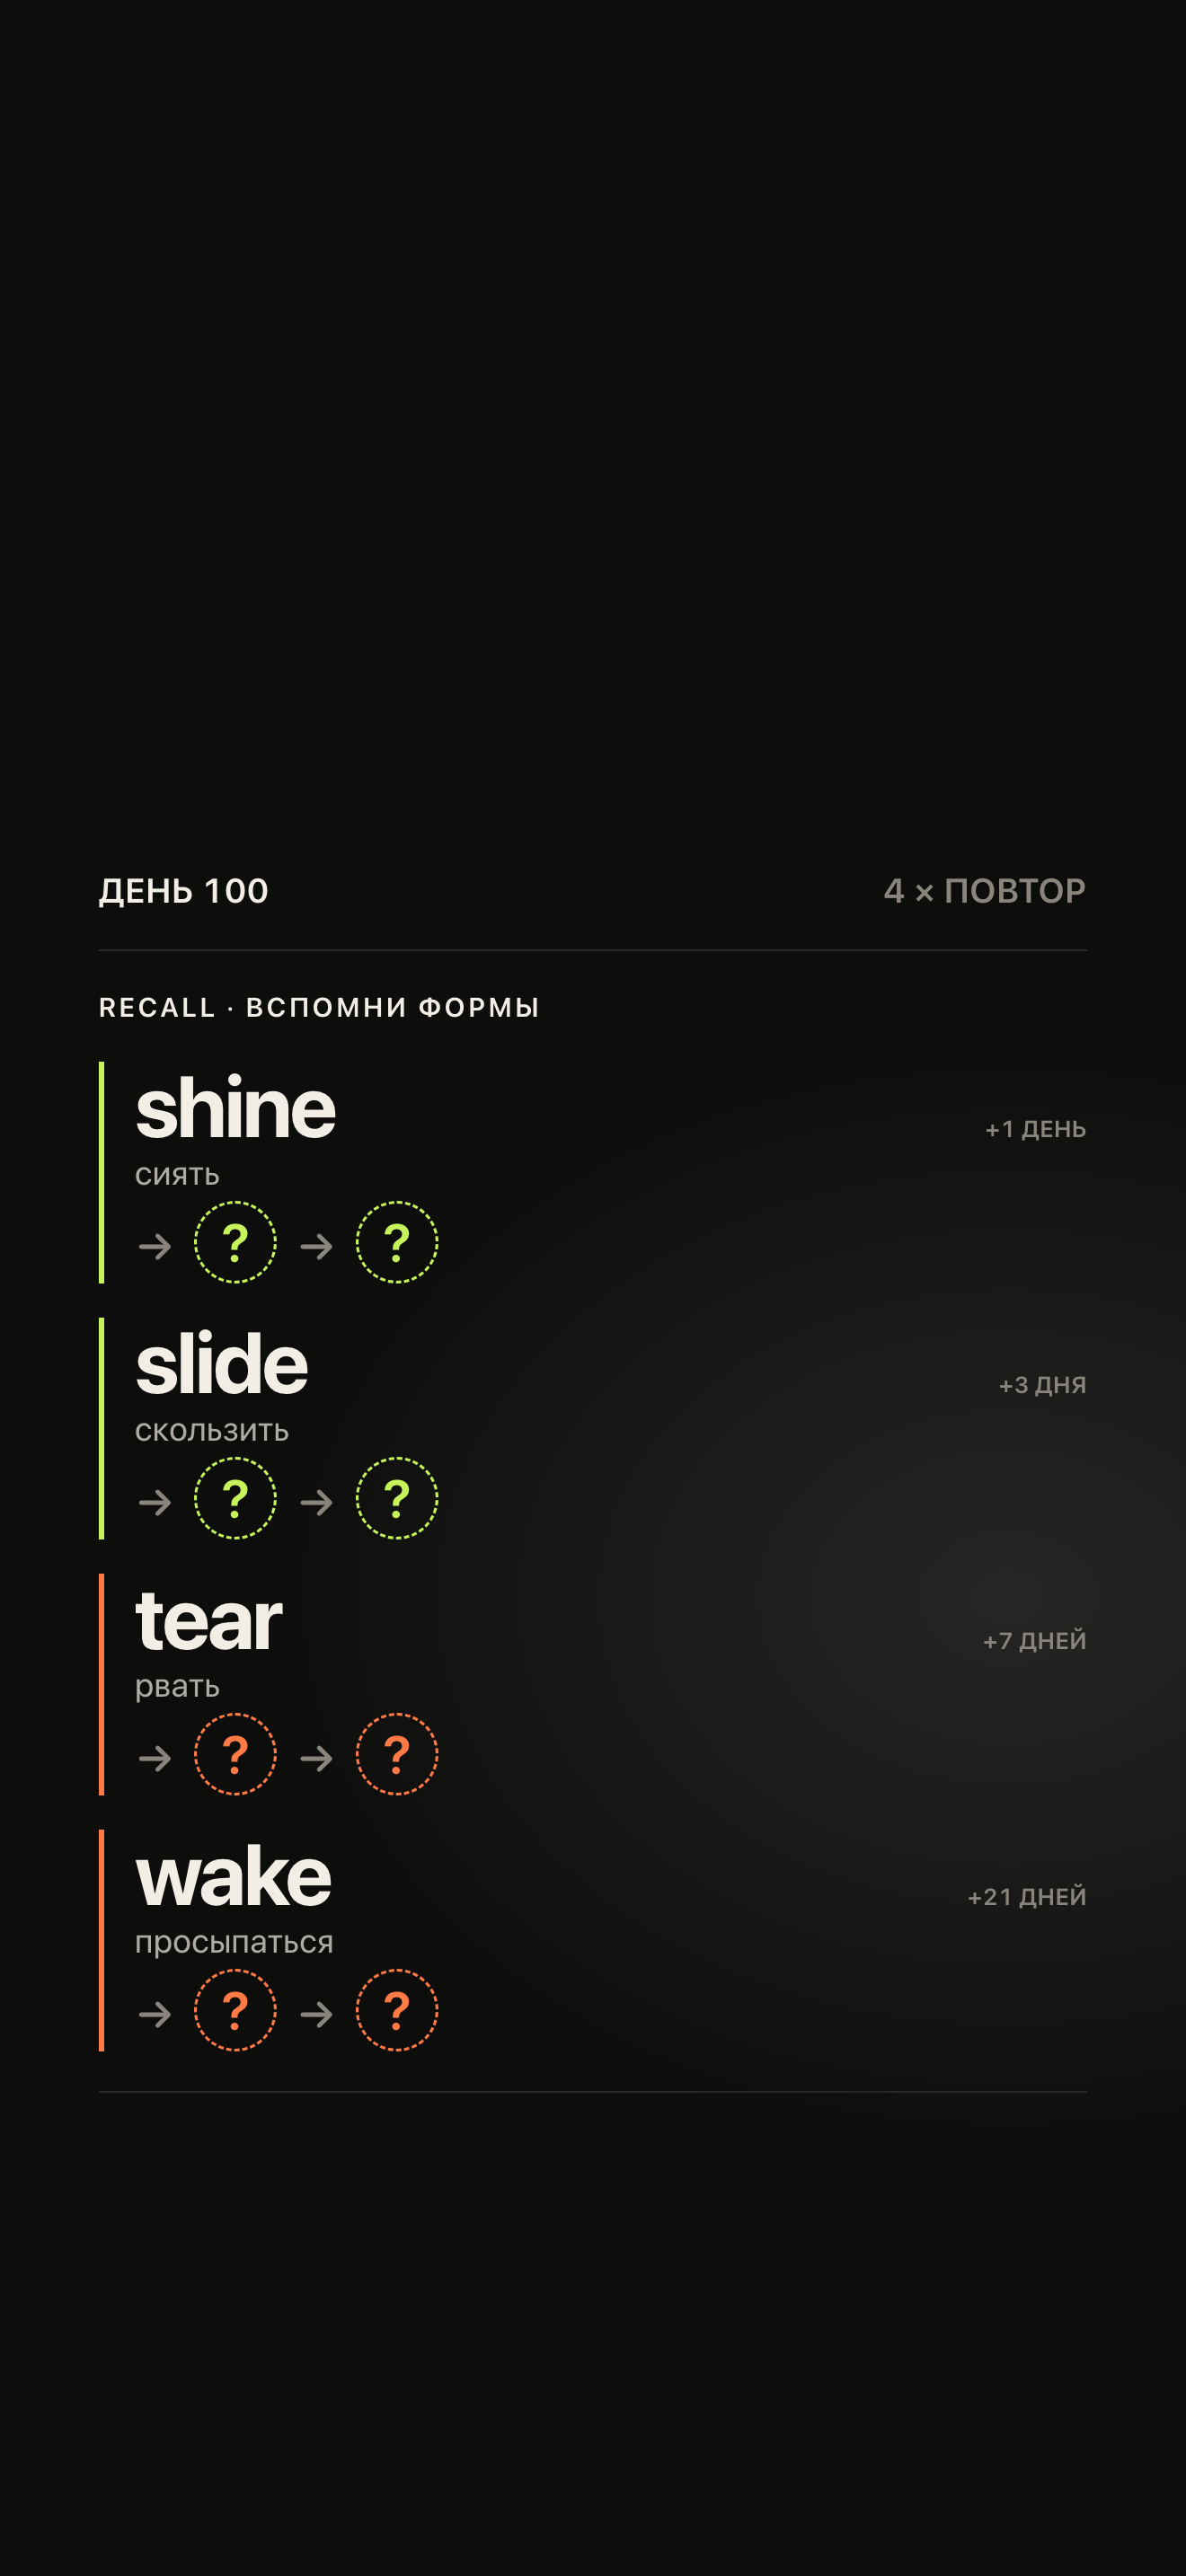 ДЕНЬ 100
4 × ПОВТОР
RECALL · ВСПОМНИ ФОРМЫ
shine
+1 ДЕНЬ
сиять
→ ? → ?
slide
+3 ДНЯ
скользить
→ ? → ?
tear
+7 ДНЕЙ
рвать
→ ? → ?
wake
+21 ДНЕЙ
просыпаться
→ ? → ?